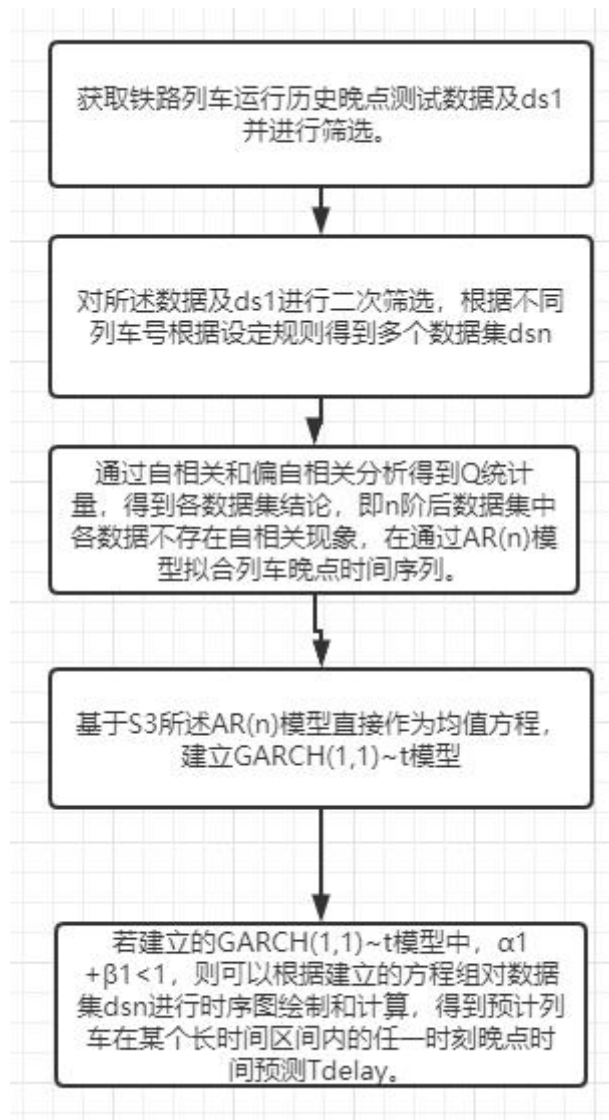 获取铁路列车运行历史晚点测试数据及ds1
并进行筛选。
对所述数据及ds1进行二次筛选，根据不同
列车号根据设定规则得到多个数据集dsn
通过自相关和偏自相关分析得到Q统计
量，得到各数据集结论，即n阶后数据集中
各数据不存在自相关现象，在通过AR(n)模
型拟合列车晚点时间序列。
基于S3所述AR(n)模型直接作为均值方程，
建立GARCH(1,1)~t模型
若建立的GARCH(1,1)~t模型中，α1
+β1<1，则可以根据建立的方程组对数据
集dsn进行时序图绘制和计算，得到预计列
车在某个长时间区间内的任一时刻晚点时
间预测Tdelay。